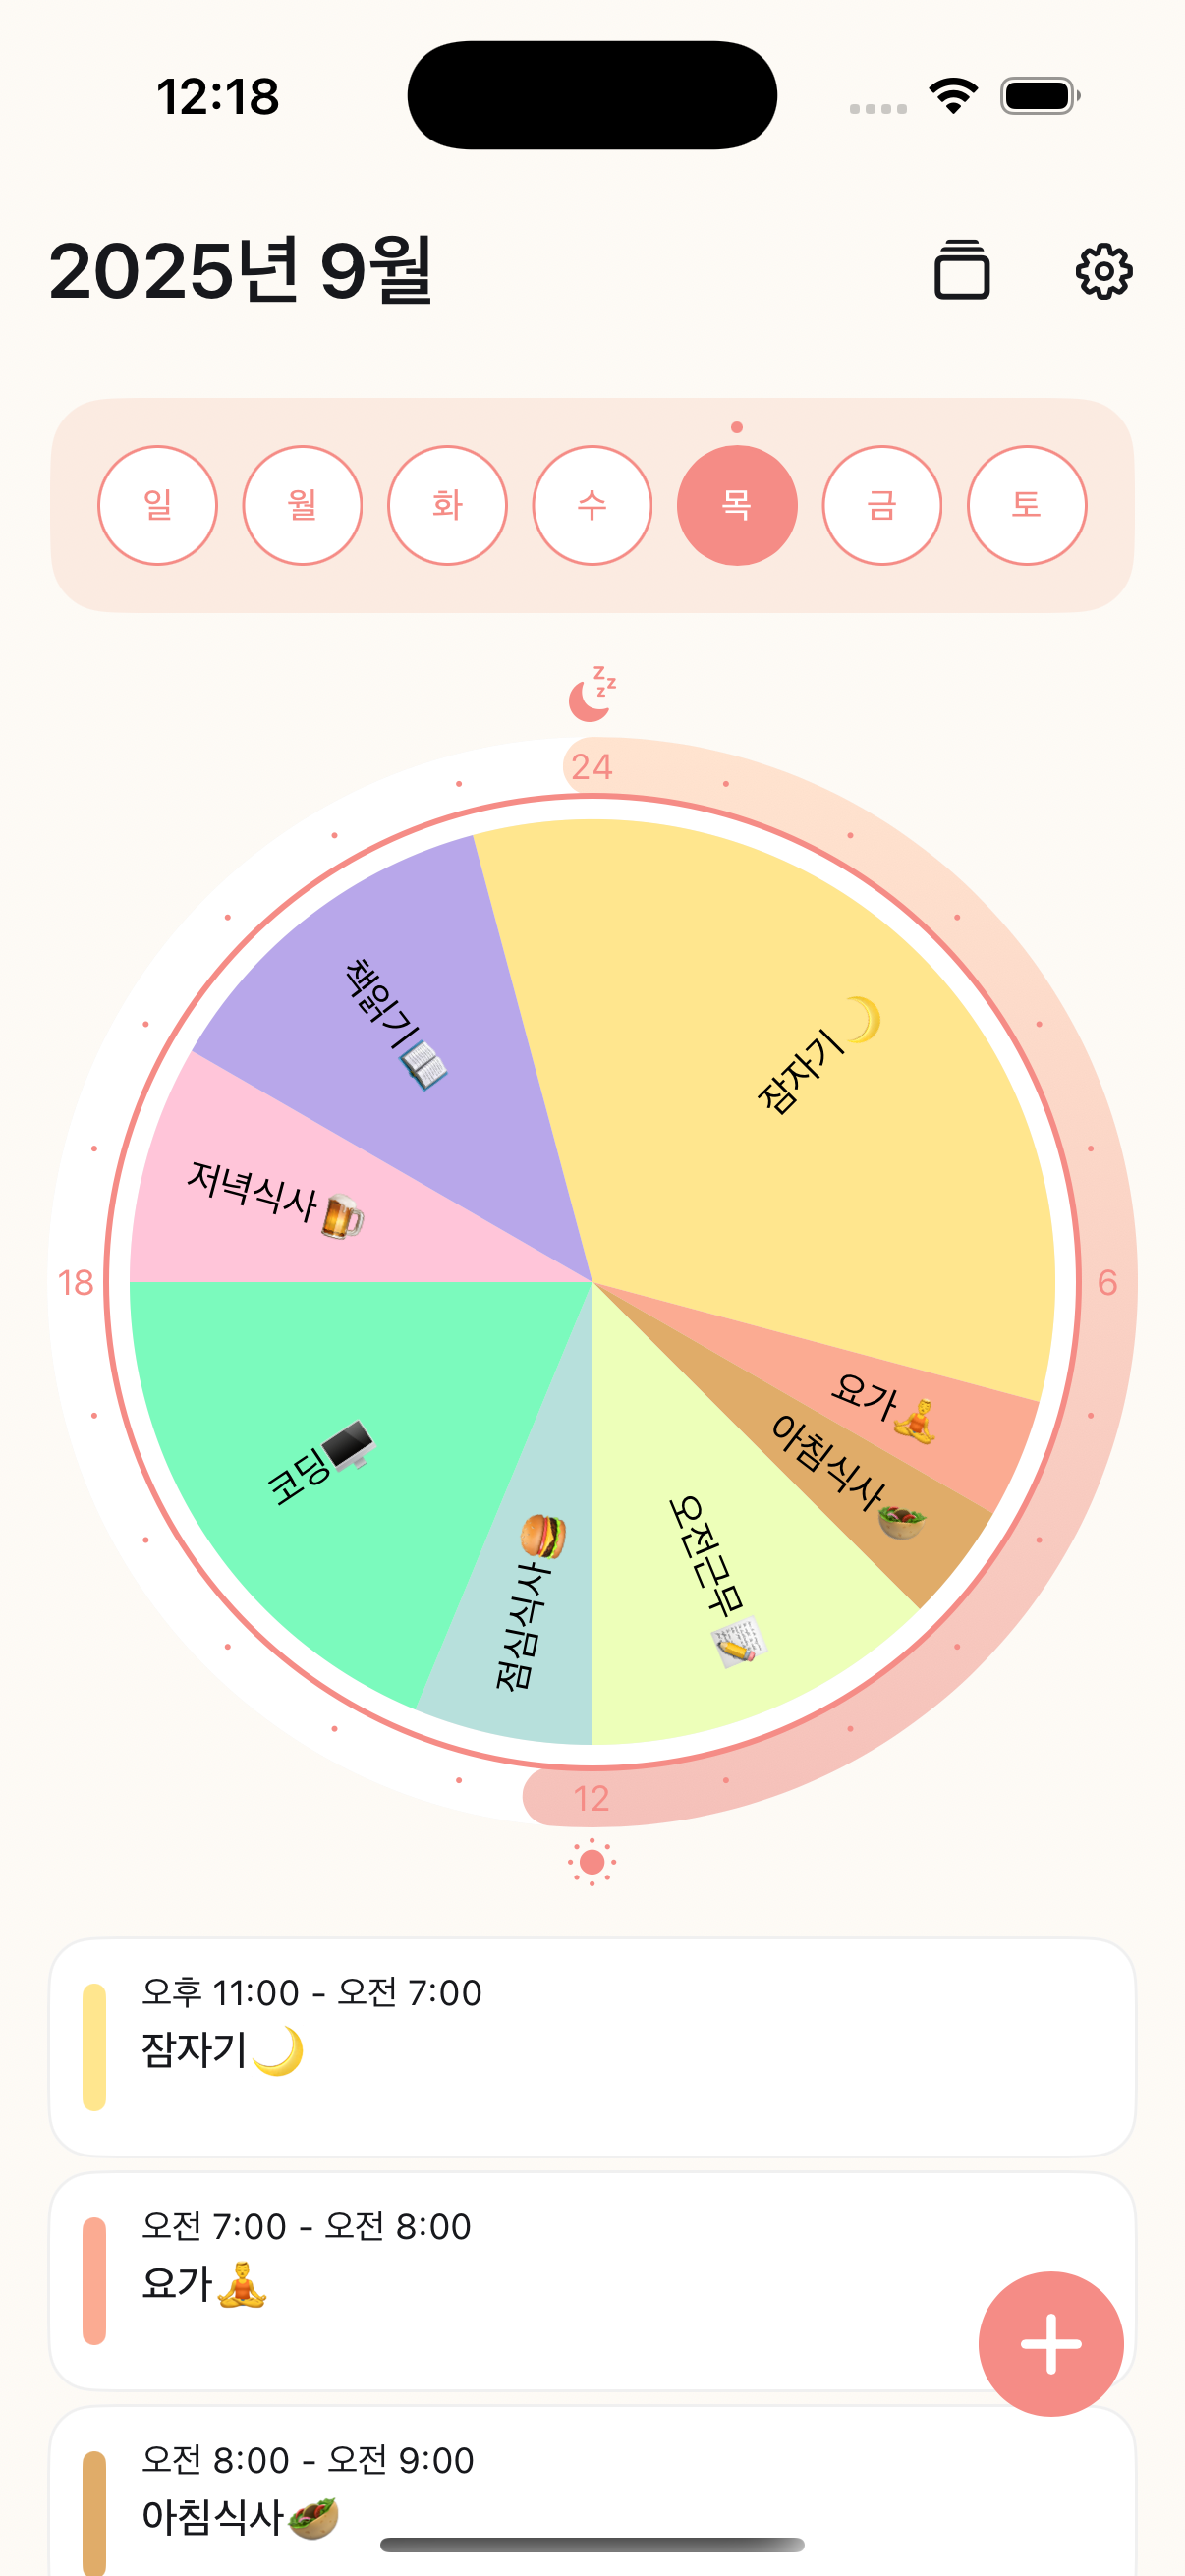 12:18
2025년 9월
일 월 화 수 목 금 토
z z z
24
책읽기📖
잠자기🌙
저녁식사🍺
18
6
요가🧘
아침식사🥗
코딩🖥️
오전근무📝
점심식사🍔
12
오후 11:00 - 오전 7:00
잠자기🌙
오전 7:00 - 오전 8:00
요가🧘
오전 8:00 - 오전 9:00
아침식사🥗